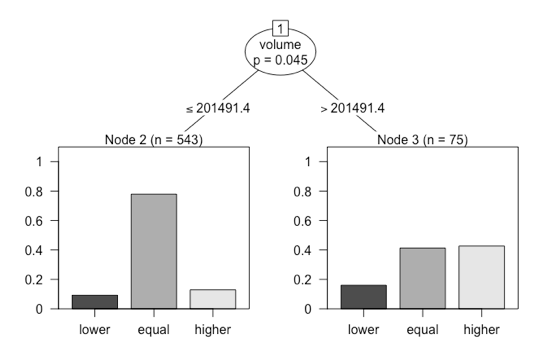 1
volume
p = 0.045
≤ 201491.4
> 201491.4
Node 2 (n = 543)
1
0.8
0.6
0.4
0.2
0
lower equal higher
Node 3 (n = 75)
1
0.8
0.6
0.4
0.2
0
lower equal higher